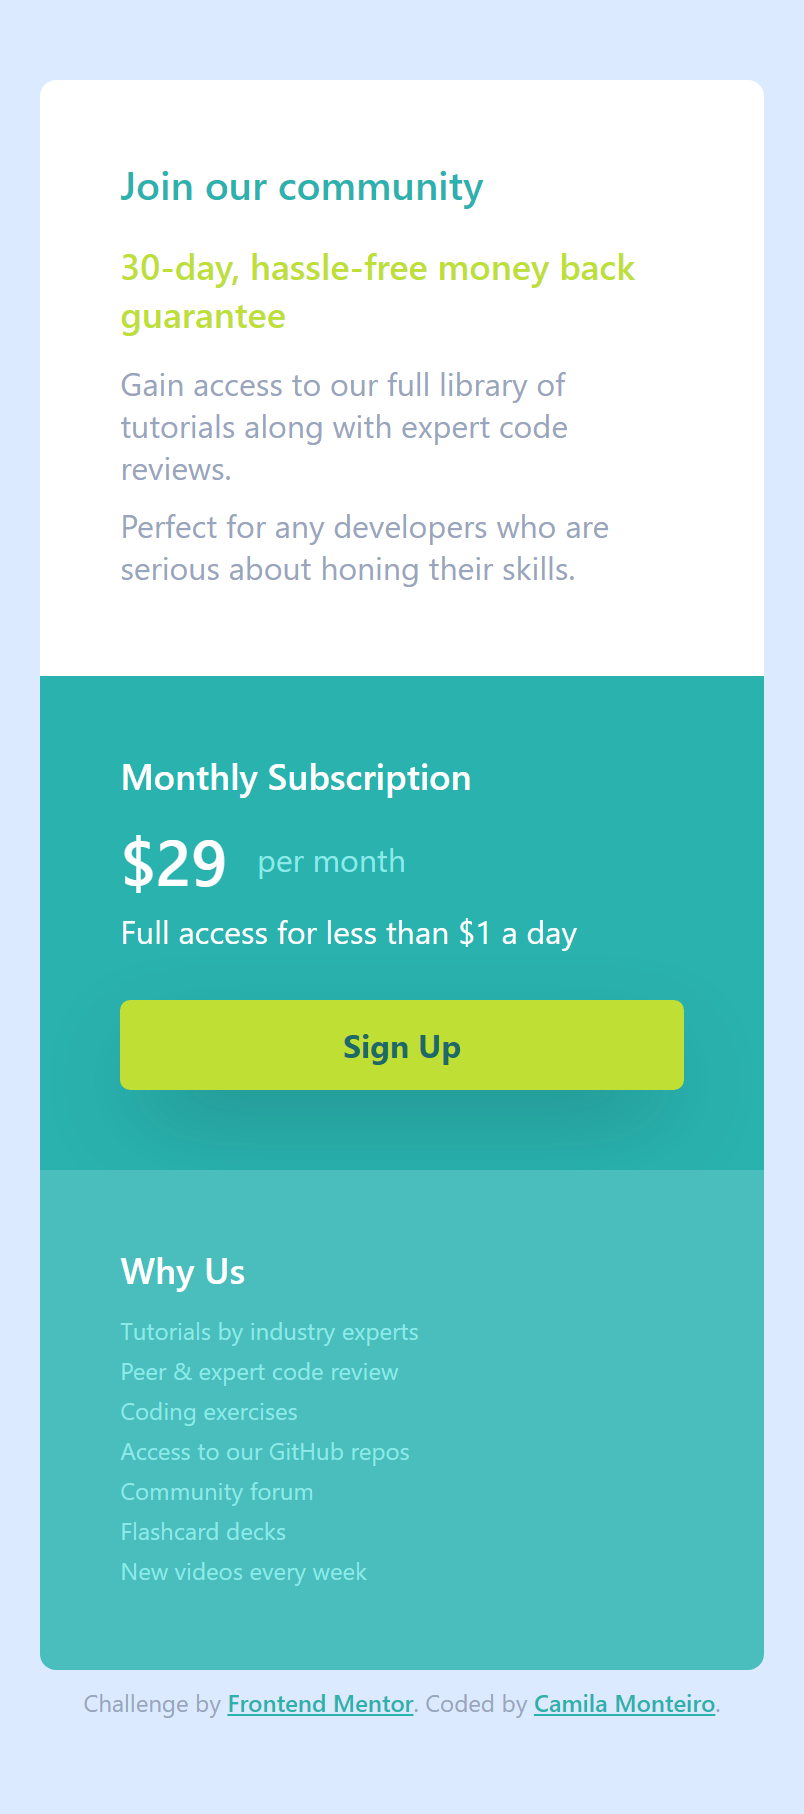 Join our community
30-day, hassle-free money back
guarantee
Gain access to our full library of
tutorials along with expert code
reviews.
Perfect for any developers who are
serious about honing their skills.
Monthly Subscription
$29 per month
Full access for less than $1 a day
Sign Up
Why Us
Tutorials by industry experts
Peer & expert code review
Coding exercises
Access to our GitHub repos
Community forum
Flashcard decks
New videos every week
Challenge by Frontend Mentor. Coded by Camila Monteiro.